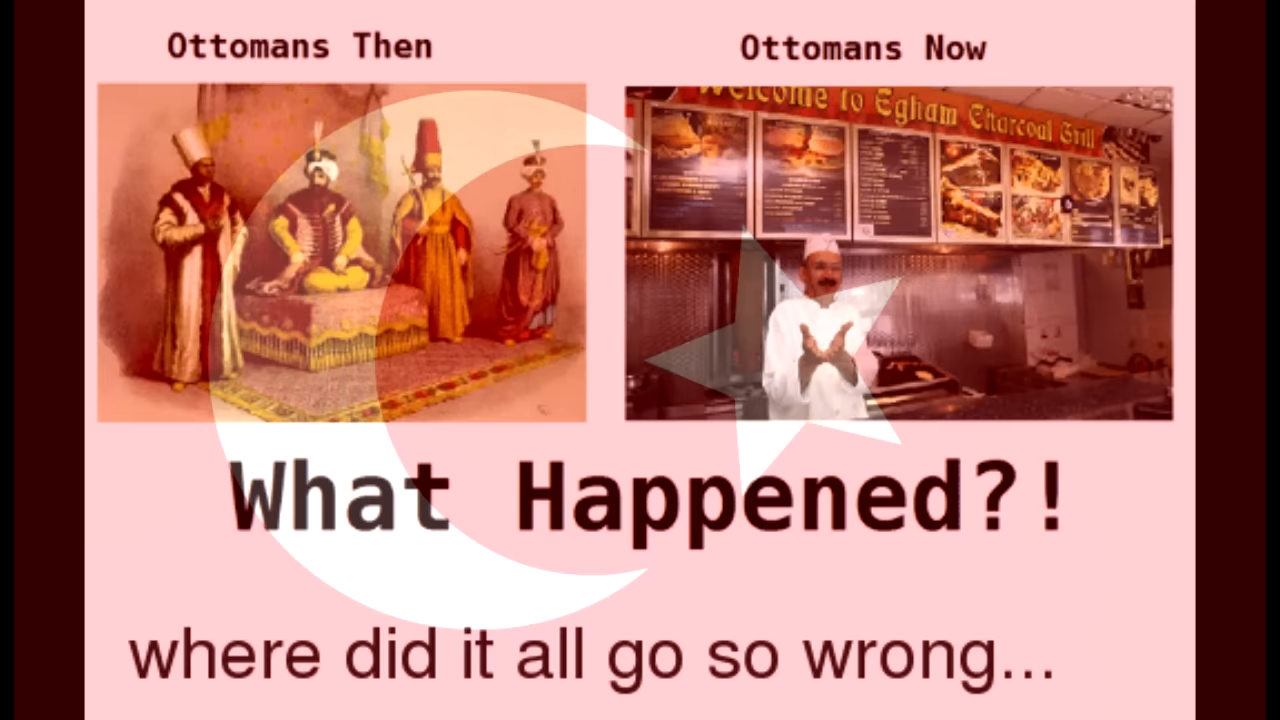 Ottomans Then
Ottomans Now
Welcome to Egham Charcoal Grill
What Happened?!
where did it all go so wrong...